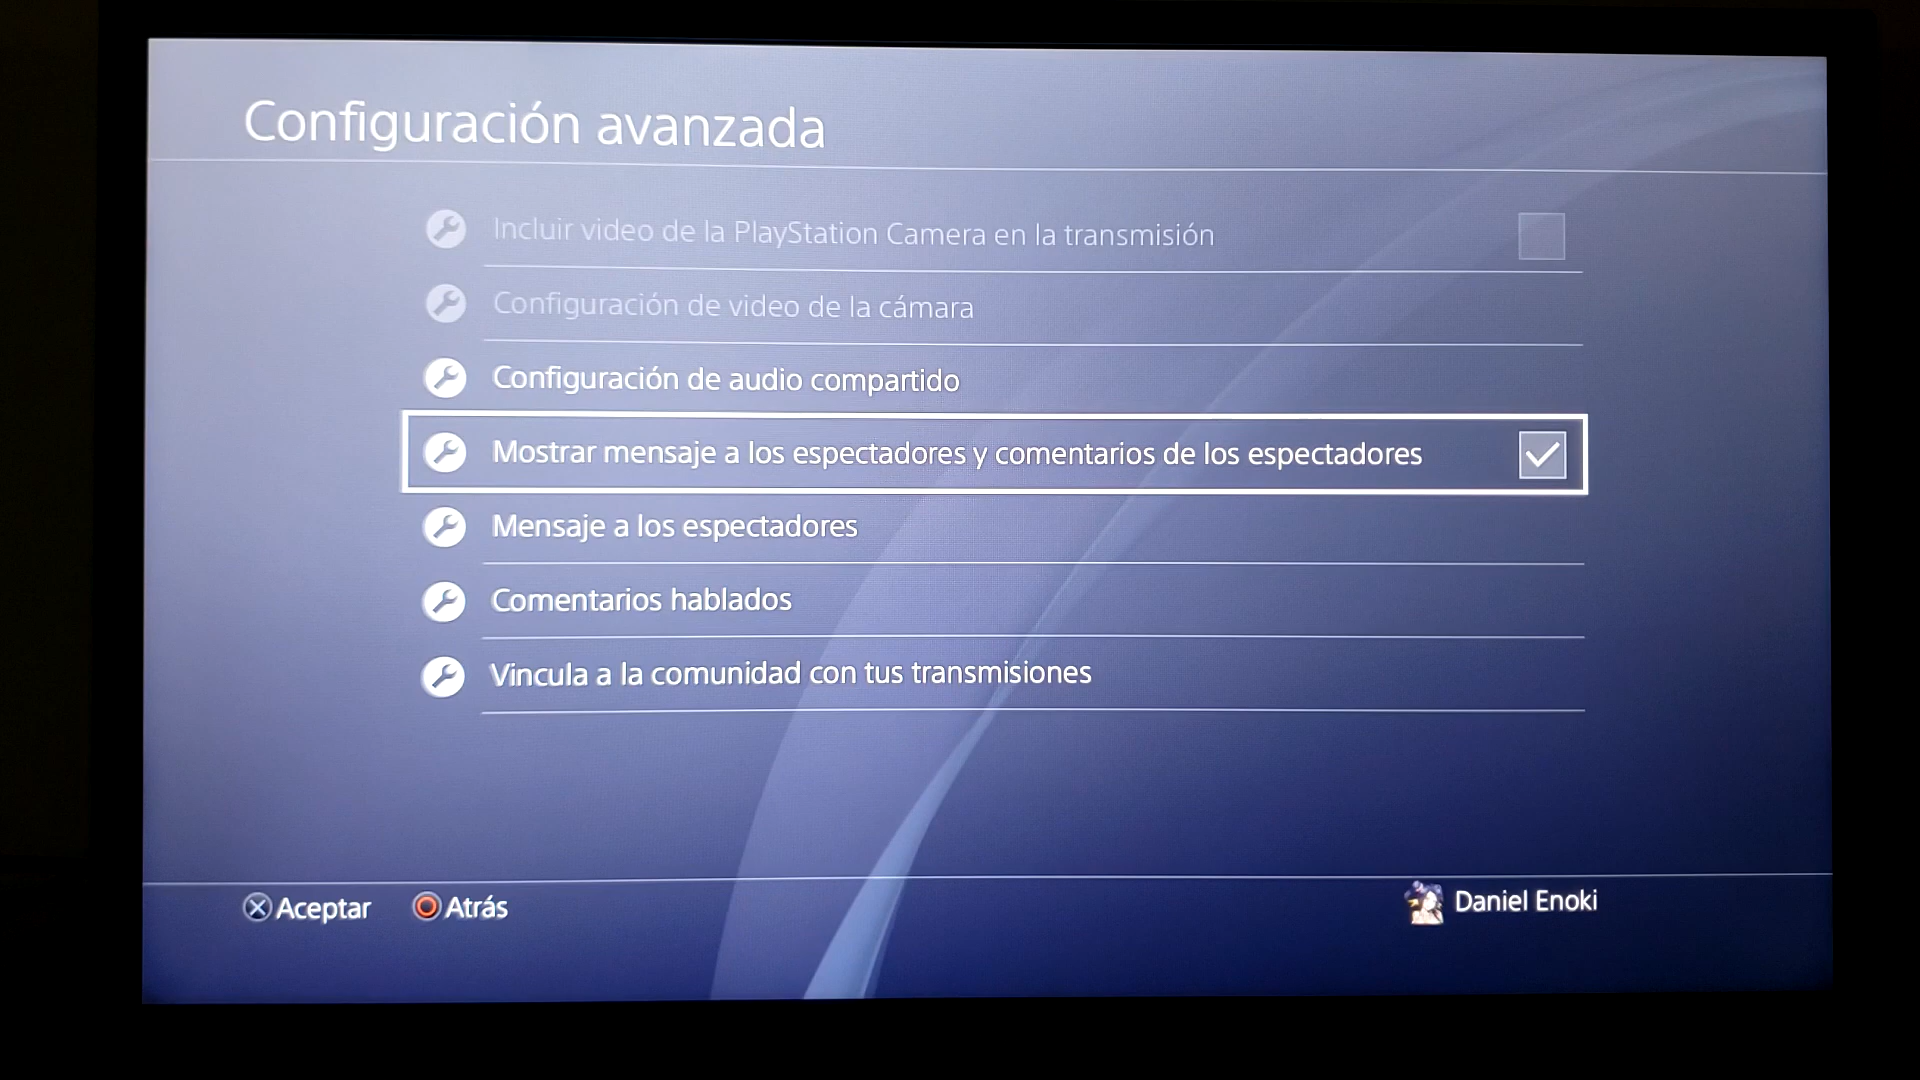 Configuración avanzada
Incluir video de la PlayStation Camera en la transmisión
Configuración de video de la cámara
Configuración de audio compartido
Mostrar mensaje a los espectadores y comentarios de los espectadores
Mensaje a los espectadores
Comentarios hablados
Vincula a la comunidad con tus transmisiones
Aceptar Atrás Daniel Enoki